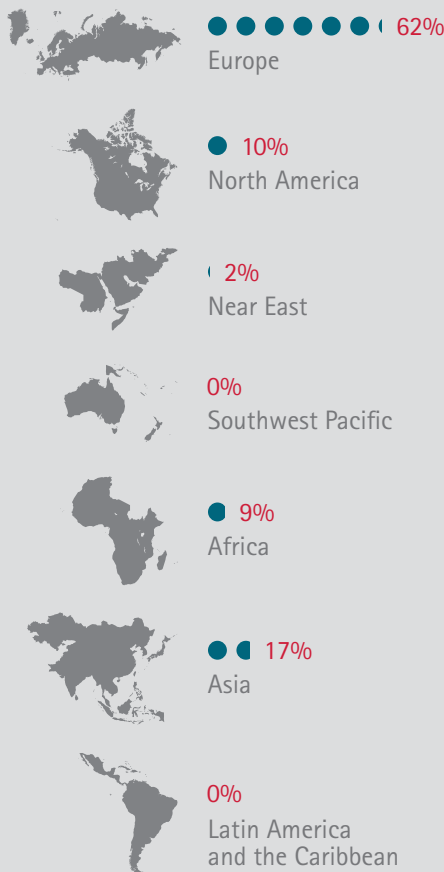 62%
Europe
10%
North America
2%
Near East
0%
Southwest Pacific
9%
Africa
17%
Asia
0%
Latin America
and the Caribbean